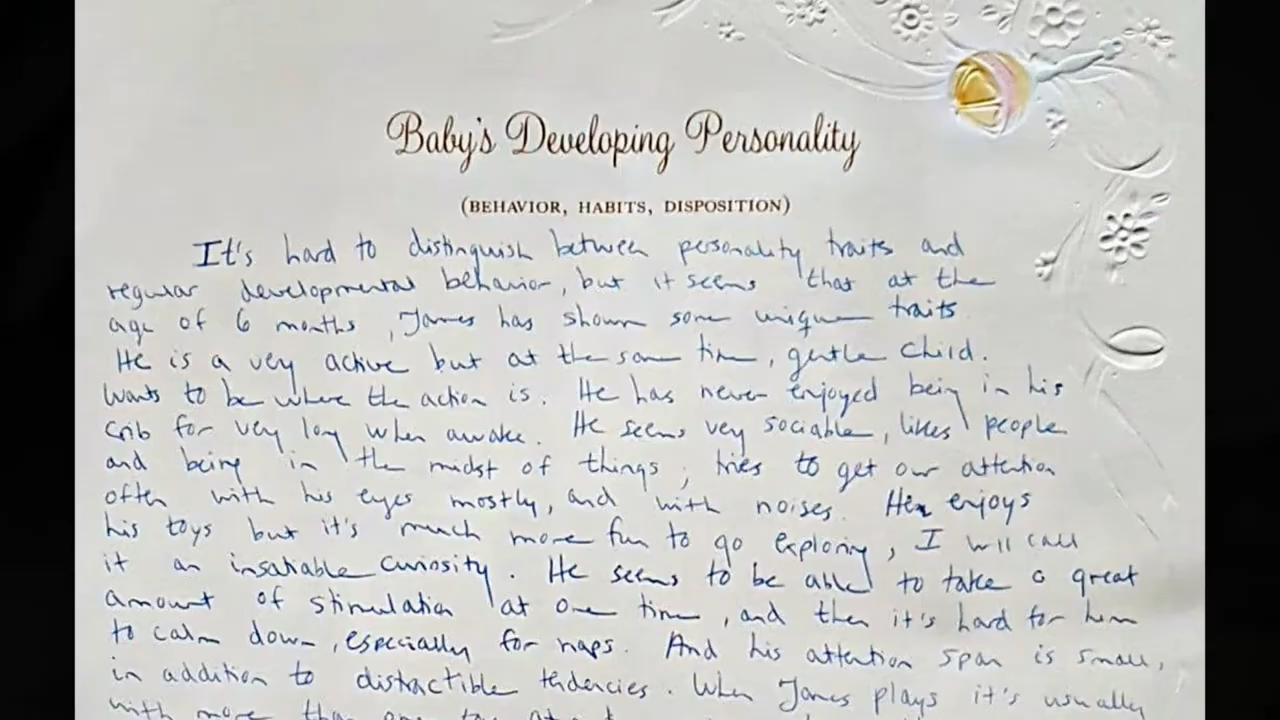 Baby's Developing Personality
(BEHAVIOR, HABITS, DISPOSITION)
It's hard to distinguish between personality traits and
regular developmental behavior, but it seems that at the
age of 6 months, James has shown some unique traits
He is a very active but at the same time, gentle child.
Wants to be where the action is. He has never enjoyed being in his
crib for very long when awake. He seems very sociable, likes people
and being in the midst of things, tries to get our attention
often with his eyes mostly, and with noises. He enjoys
his toys but it's much more fun to go exploring, I will call
it an insatiable curiosity. He seems to be able to take a great
amount of stimulation at one time, and then it's hard for him
to calm down, especially for naps. And his attention span is small,
in addition to distractible tendencies. When James plays it's usually
with more than one toy at